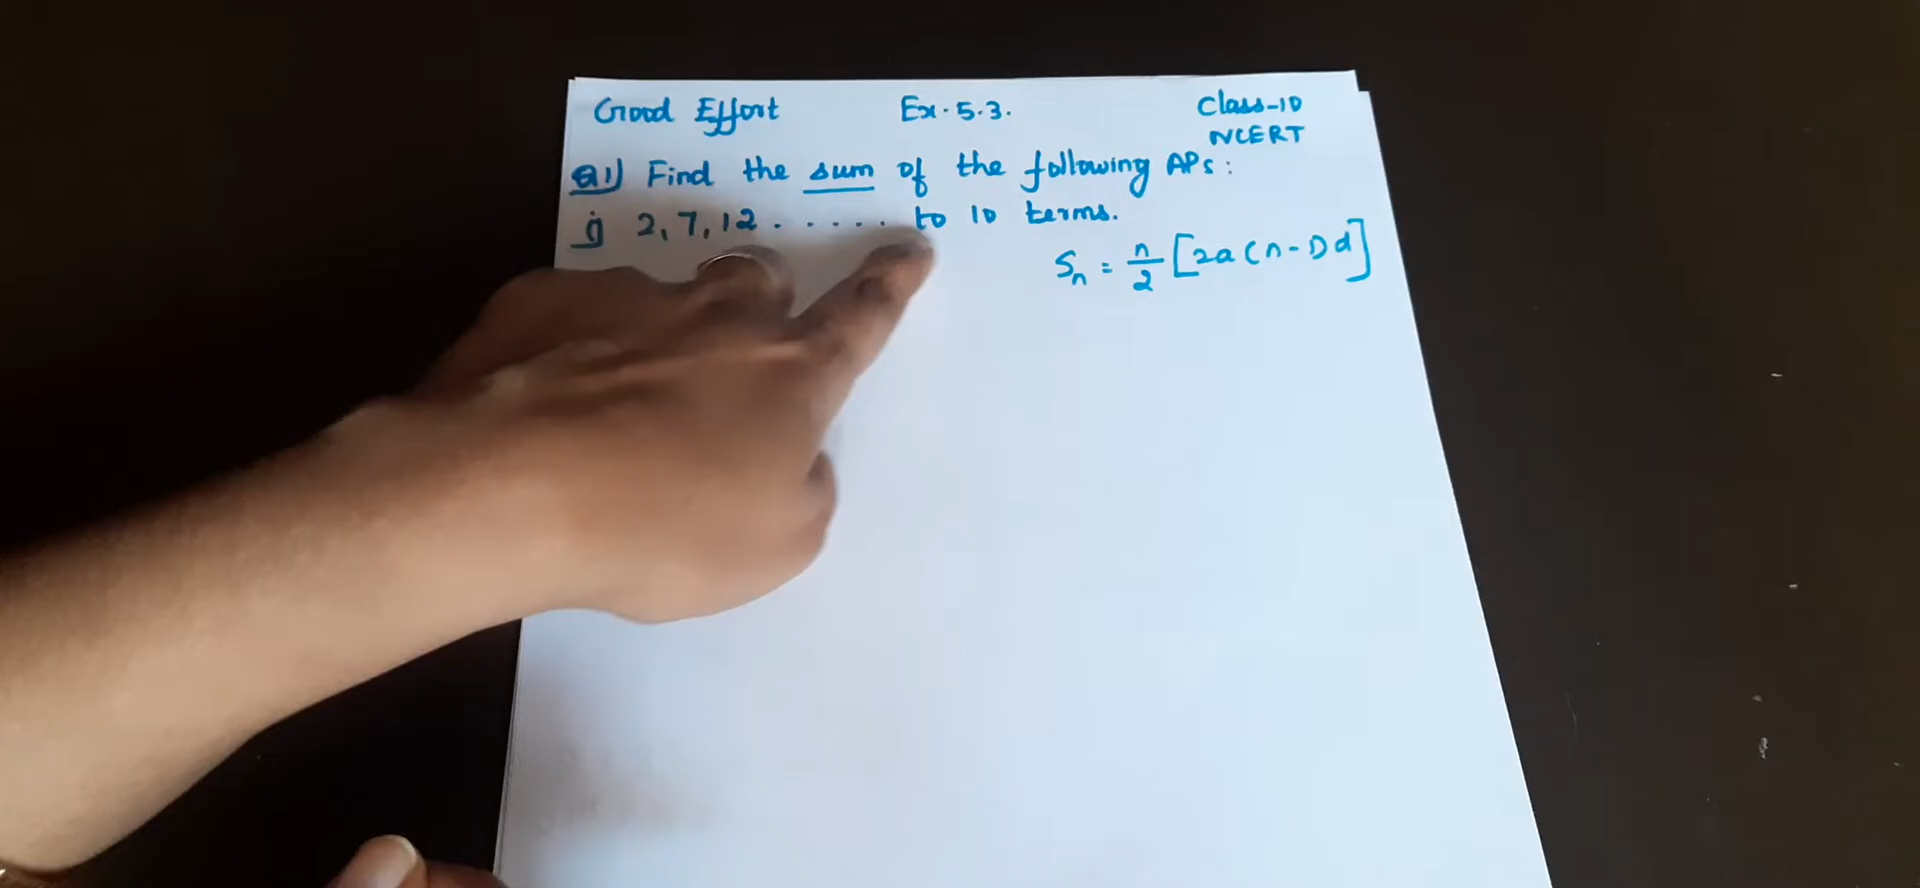 Good Effort Ex. 5.3. Class-10
NCERT
Q1) Find the sum of the following APs:
i) 2, 7, 12 . . . . . . to 10 terms.
Sn = n/2 [2a (n-1) d]